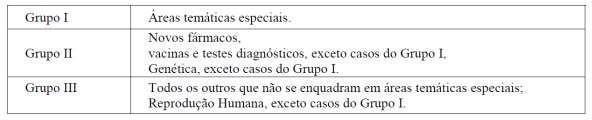 Grupo I Áreas temáticas especiais.
Grupo II Novos fármacos,
vacinas e testes diagnósticos, exceto casos do Grupo I,
Genética, exceto casos do Grupo I.
Grupo III Todos os outros que não se enquadram em áreas temáticas especiais;
Reprodução Humana, exceto casos do Grupo I.